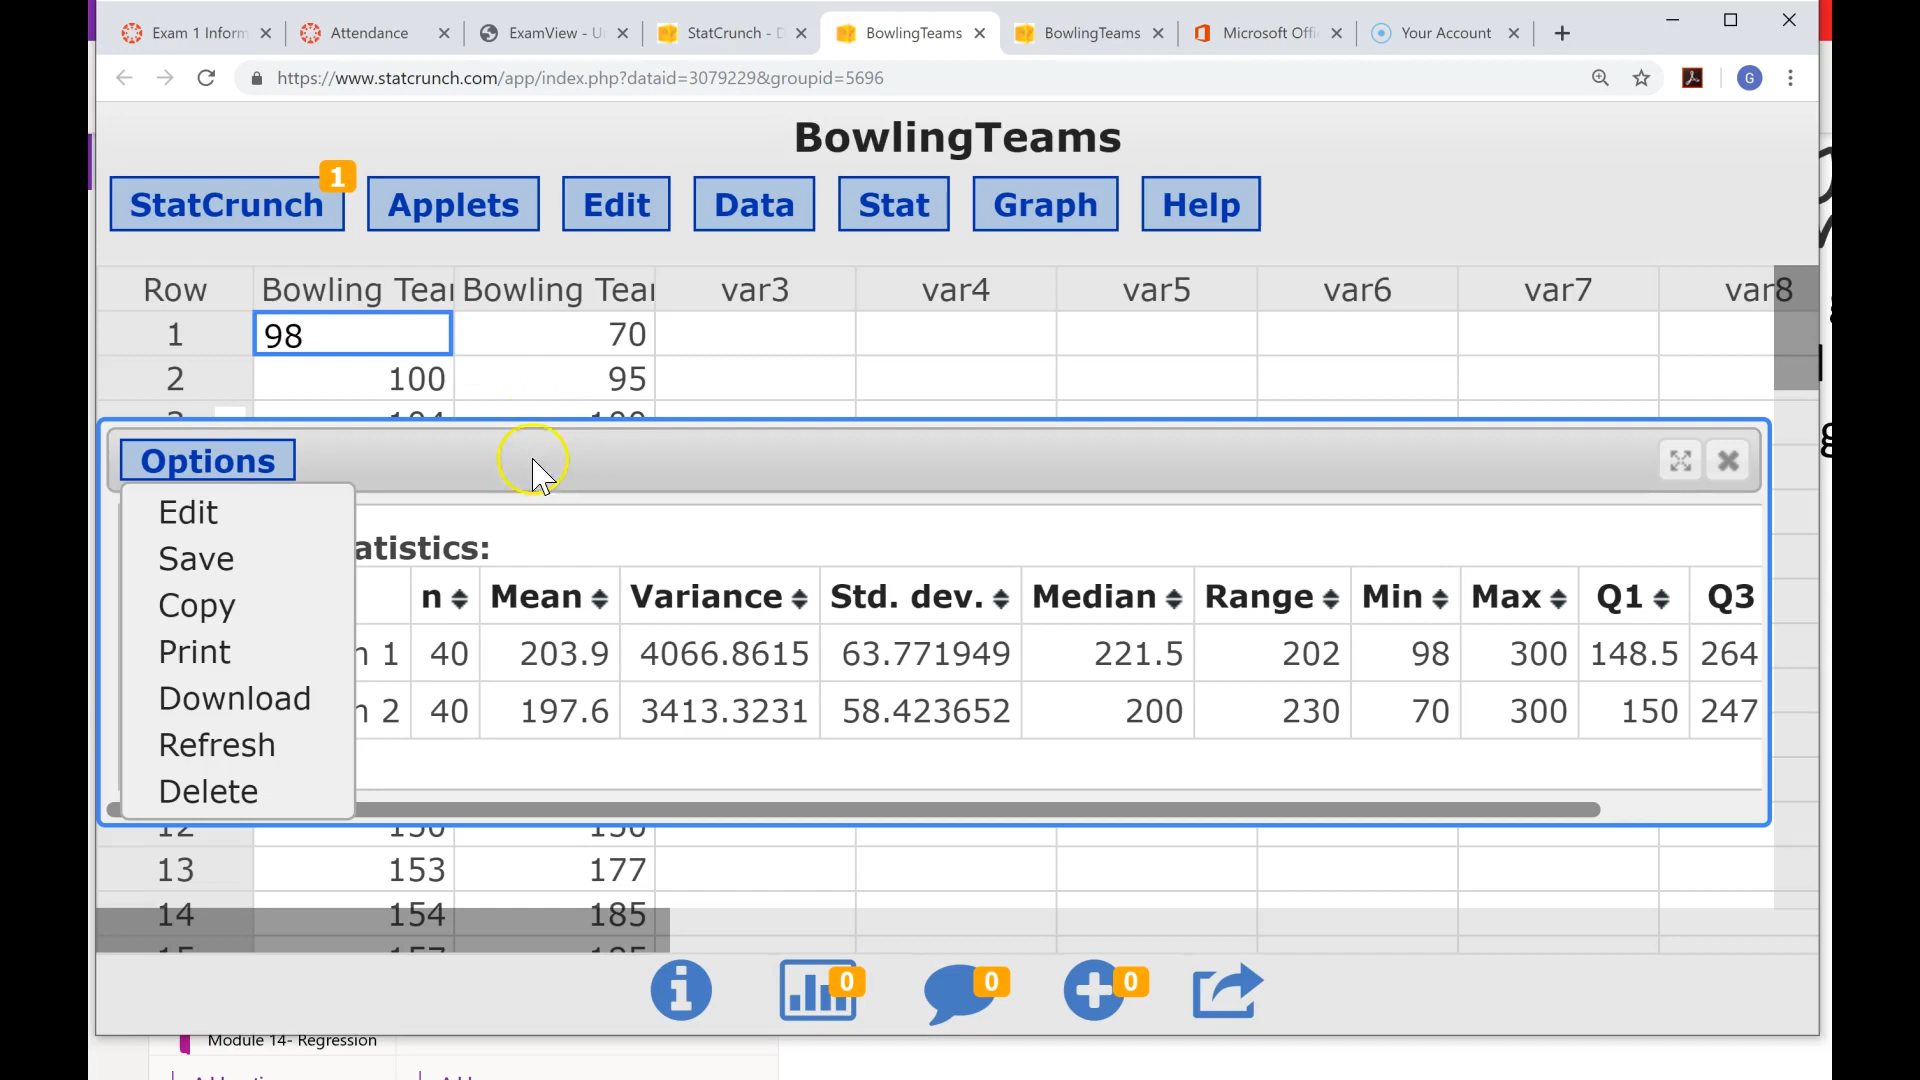 Exam 1 Inform
Attendance
ExamView - Un
StatCrunch - D
BowlingTeams
BowlingTeams
Microsoft Offi
Your Account
https://www.statcrunch.com/app/index.php?dataid=3079229&groupid=5696
G
BowlingTeams
StatCrunch 1 Applets Edit Data Stat Graph Help
Row Bowling Tea Bowling Tea var3 var4 var5 var6 var7 var8
1 98 70
2 100 95
Options
Edit
Save
Copy
Print
Download
Refresh
Delete
atistics:
n Mean Variance Std. dev. Median Range Min Max Q1 Q3
n 1 40 203.9 4066.8615 63.771949 221.5 202 98 300 148.5 264
n 2 40 197.6 3413.3231 58.423652 200 230 70 300 150 247
12 150 150
13 153 177
14 154 185
0 0 0
Module 14- Regression